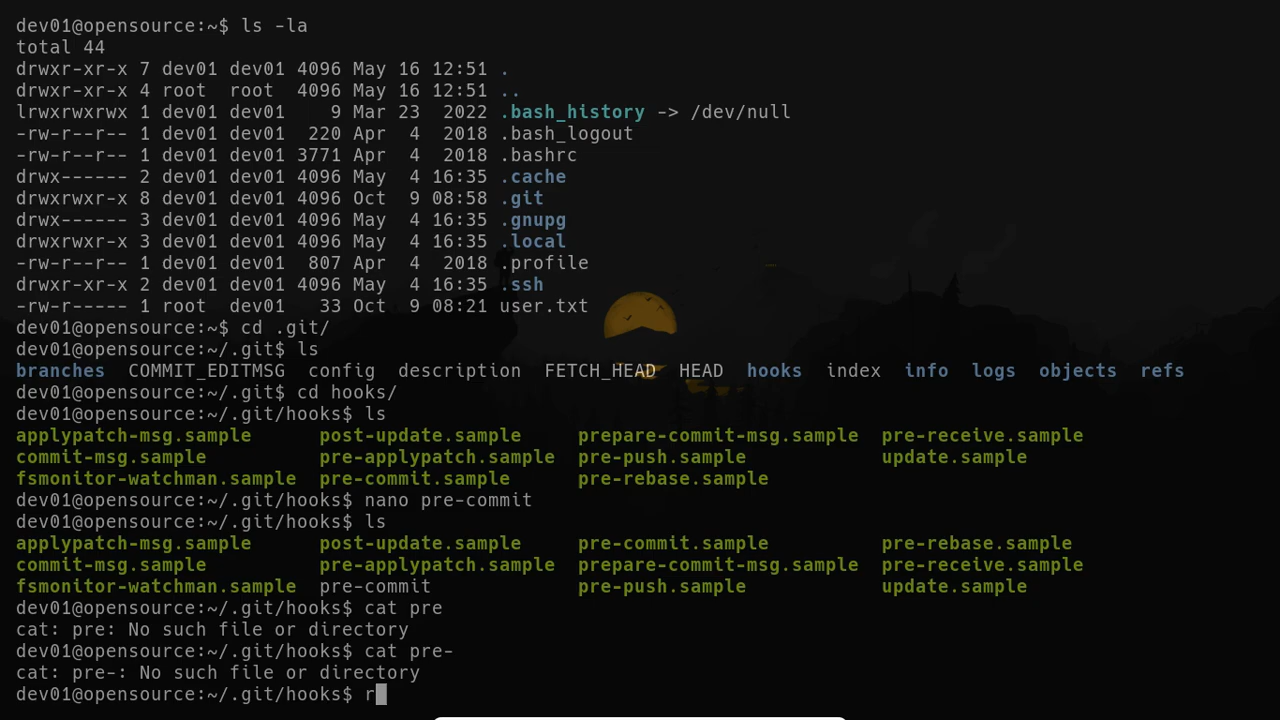 dev01@opensource:~$ ls -la
total 44
drwxr-xr-x 7 dev01 dev01 4096 May 16 12:51 .
drwxr-xr-x 4 root  root  4096 May 16 12:51 ..
lrwxrwxrwx 1 dev01 dev01    9 Mar 23  2022 .bash_history -> /dev/null
-rw-r--r-- 1 dev01 dev01  220 Apr  4  2018 .bash_logout
-rw-r--r-- 1 dev01 dev01 3771 Apr  4  2018 .bashrc
drwx------ 2 dev01 dev01 4096 May  4 16:35 .cache
drwxrwxr-x 8 dev01 dev01 4096 Oct  9 08:58 .git
drwx------ 3 dev01 dev01 4096 May  4 16:35 .gnupg
drwxrwxr-x 3 dev01 dev01 4096 May  4 16:35 .local
-rw-r--r-- 1 dev01 dev01  807 Apr  4  2018 .profile
drwxr-xr-x 2 dev01 dev01 4096 May  4 16:35 .ssh
-rw-r----- 1 root  dev01   33 Oct  9 08:21 user.txt
dev01@opensource:~$ cd .git/
dev01@opensource:~/.git$ ls
branches  COMMIT_EDITMSG  config  description  FETCH_HEAD  HEAD  hooks  index  info  logs  objects  refs
dev01@opensource:~/.git$ cd hooks/
dev01@opensource:~/.git/hooks$ ls
applypatch-msg.sample      post-update.sample     prepare-commit-msg.sample  pre-receive.sample
commit-msg.sample          pre-applypatch.sample  pre-push.sample            update.sample
fsmonitor-watchman.sample  pre-commit.sample      pre-rebase.sample
dev01@opensource:~/.git/hooks$ nano pre-commit
dev01@opensource:~/.git/hooks$ ls
applypatch-msg.sample      post-update.sample     pre-commit.sample          pre-rebase.sample
commit-msg.sample          pre-applypatch.sample  prepare-commit-msg.sample  pre-receive.sample
fsmonitor-watchman.sample  pre-commit             pre-push.sample            update.sample
dev01@opensource:~/.git/hooks$ cat pre
cat: pre: No such file or directory
dev01@opensource:~/.git/hooks$ cat pre-
cat: pre-: No such file or directory
dev01@opensource:~/.git/hooks$ r